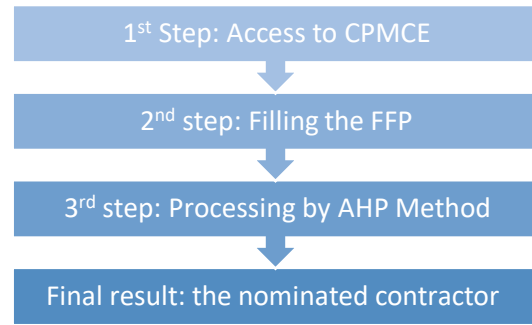 1st Step: Access to CPMCE
2nd step: Filling the FFP
3rd step: Processing by AHP Method
Final result: the nominated contractor